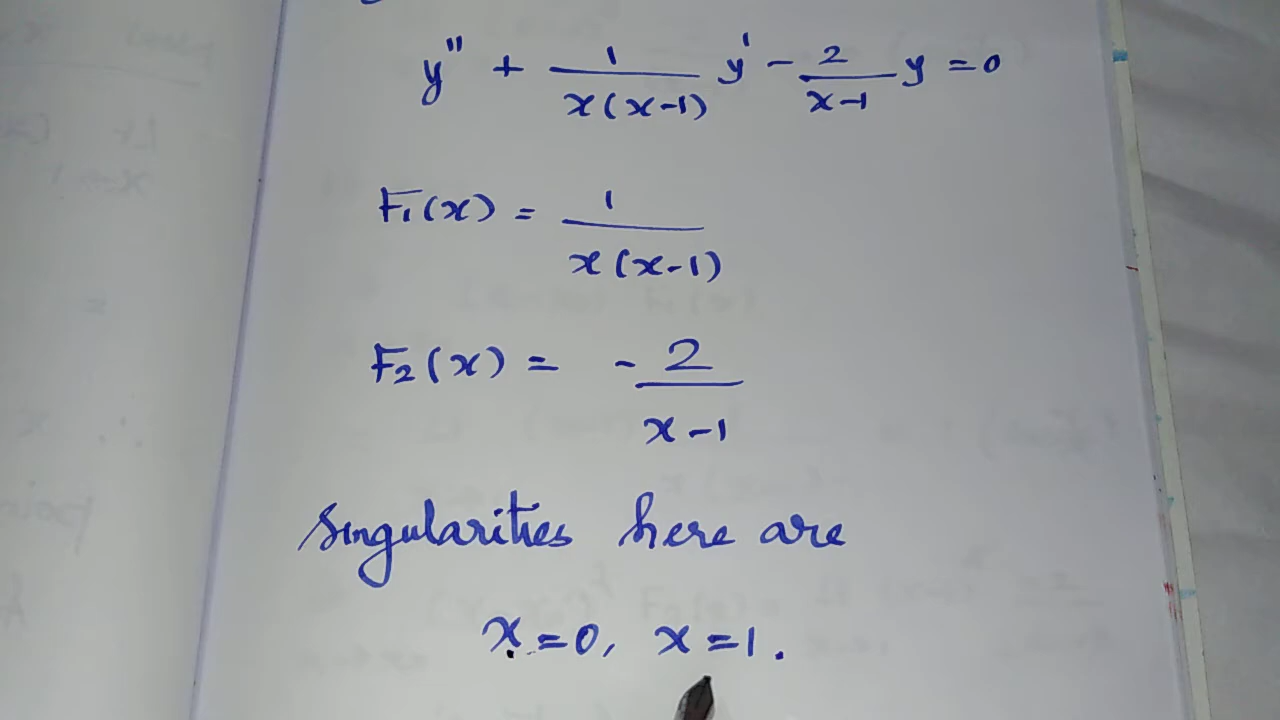 y'' + 1/x(x-1) y' - 2/x-1 y = 0
F₁(x) = 1/x(x-1)
F₂(x) = - 2/x-1
Singularities here are
x = 0, x = 1.